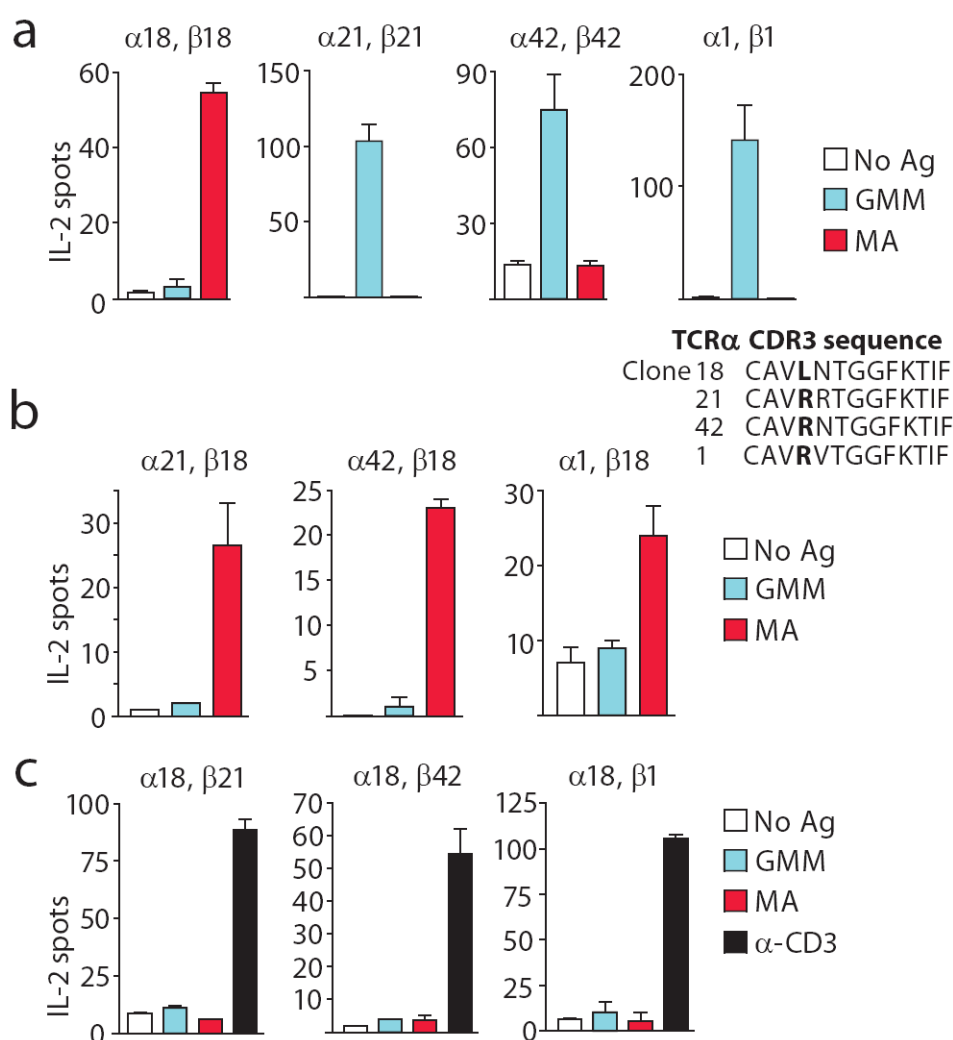 a
α18, β18 α21, β21 α42, β42 α1, β1
IL-2 spots
60
40
20
0
150
100
50
90
60
30
200
100
No Ag
GMM
MA
TCRα CDR3 sequence
Clone 18 CAVLNTGGFKTIF
21 CAVRRTGGFKTIF
42 CAVRNTGGFKTIF
1 CAVRVTGGFKTIF
b
α21, β18 α42, β18 α1, β18
IL-2 spots
30
20
10
0
25
20
15
10
5
30
20
10
No Ag
GMM
MA
c
α18, β21 α18, β42 α18, β1
IL-2 spots
100
75
50
25
0
70
60
50
40
30
20
10
125
100
75
50
25
0
No Ag
GMM
MA
α-CD3